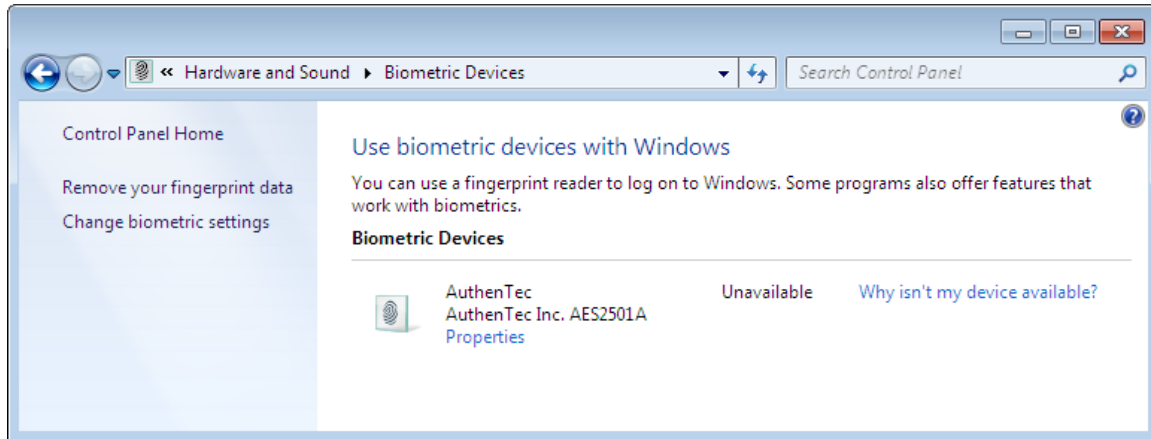 « Hardware and Sound ▸ Biometric Devices
Search Control Panel
Control Panel Home
Remove your fingerprint data
Change biometric settings
Use biometric devices with Windows
You can use a fingerprint reader to log on to Windows. Some programs also offer features that
work with biometrics.
Biometric Devices
AuthenTec
AuthenTec Inc. AES2501A
Properties
Unavailable
Why isn't my device available?